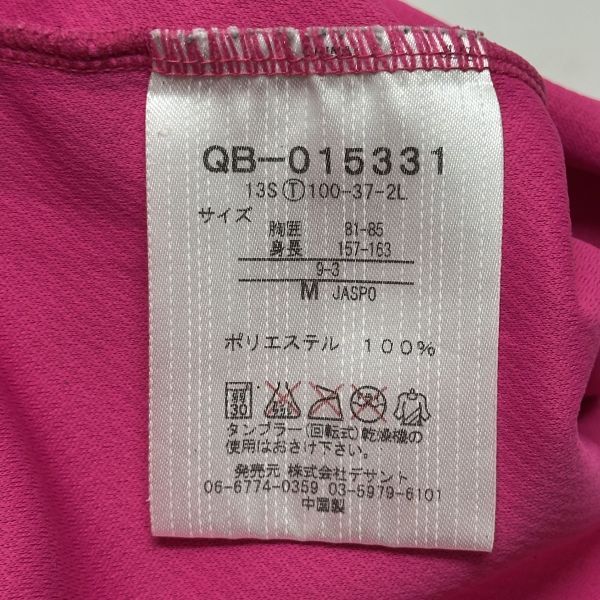 QB-015331
13SⓉ100-37-2L
サイズ
胸囲 81-85
身長 157-163
9-3
M JASPO
ポリエステル 100%
30
タンブラー(回転式)乾燥機の
使用はおさけ下さい。
発売元 株式会社デサント
06-6774-0359 03-5979-6101
中国製